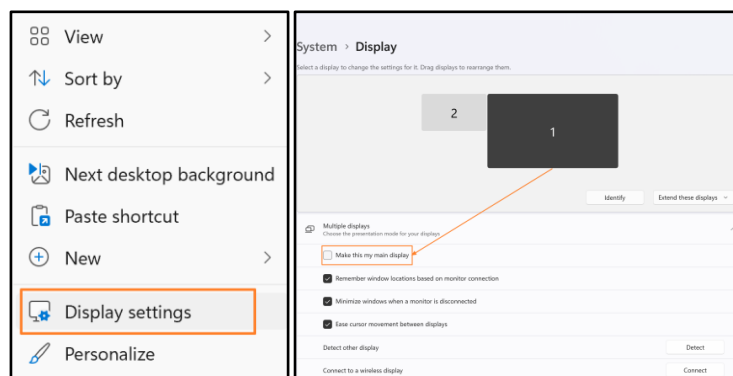 View
Sort by
Refresh
Next desktop background
Paste shortcut
New
Display settings
Personalize
System > Display
Select a display to change the settings for it. Drag displays to rearrange them.
2
1
Identify
Extend these displays
Multiple displays
Choose the presentation mode for your displays
Make this my main display
Remember window locations based on monitor connection
Minimize windows when a monitor is disconnected
Ease cursor movement between displays
Detect other display
Detect
Connect to a wireless display
Connect